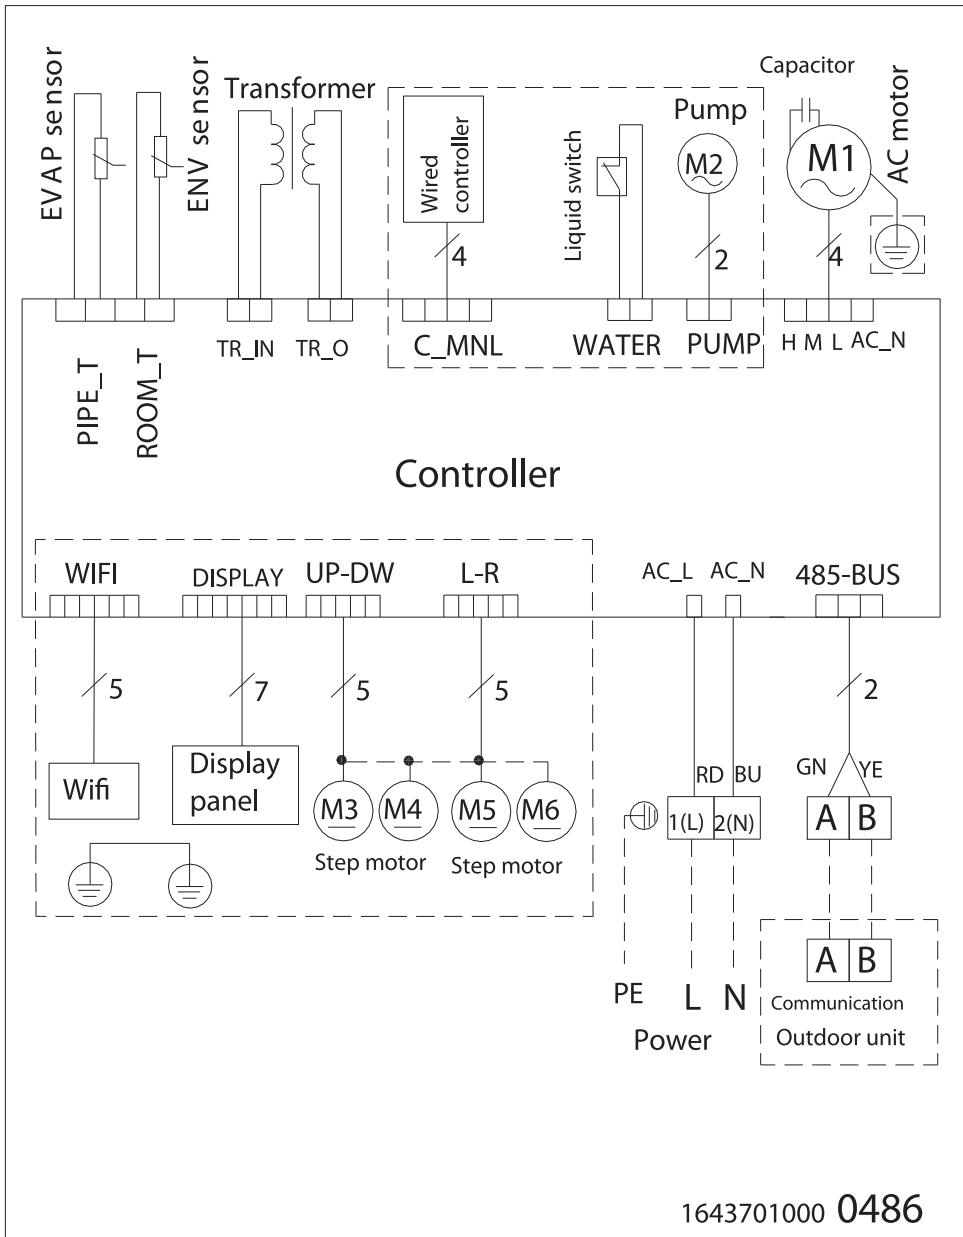 EVAP sensor
ENV sensor
Transformer
Wired
controller
Liquid switch
Pump
M2
Capacitor
M1
AC motor
4
2
4
PIPE_T
ROOM_T
TR_IN
TR_O
C_MNL
WATER
PUMP
H M L AC_N
Controller
WIFI
DISPLAY
UP-DW
L-R
AC_L
AC_N
485-BUS
5
7
5
5
2
Wifi
Display
panel
M3
M4
M5
M6
Step motor
Step motor
RD
BU
1(L)
2(N)
GN
YE
A B
PE
L
N
Power
A B
Communication
Outdoor unit
1643701000 0486